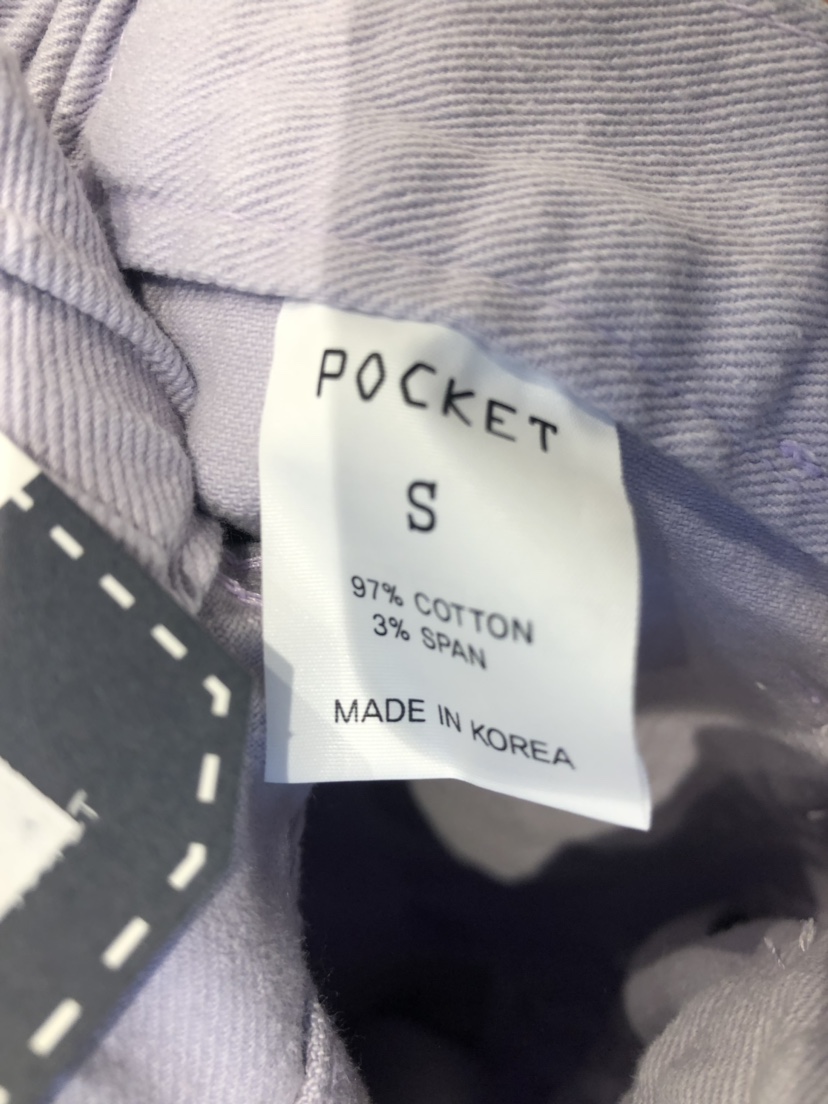 POCKET
S
97% COTTON
3% SPAN
MADE IN KOREA